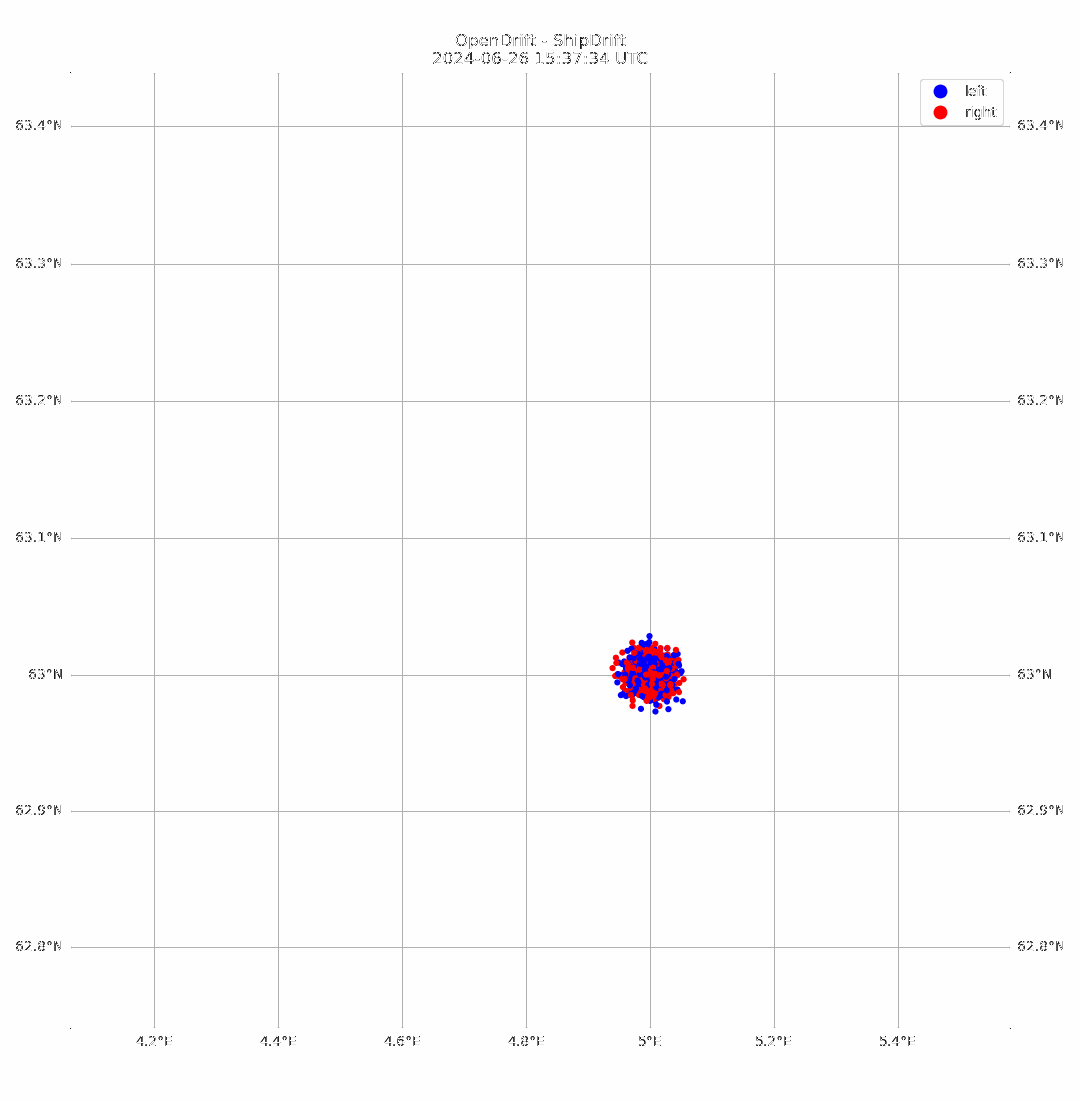 OpenDrift - ShipDrift
2024-06-26 15:37:34 UTC
left
right
63.4°N 63.4°N
63.3°N 63.3°N
63.2°N 63.2°N
63.1°N 63.1°N
63°N 63°N
62.9°N 62.9°N
62.8°N 62.8°N
4.2°E 4.4°E 4.6°E 4.8°E 5°E 5.2°E 5.4°E